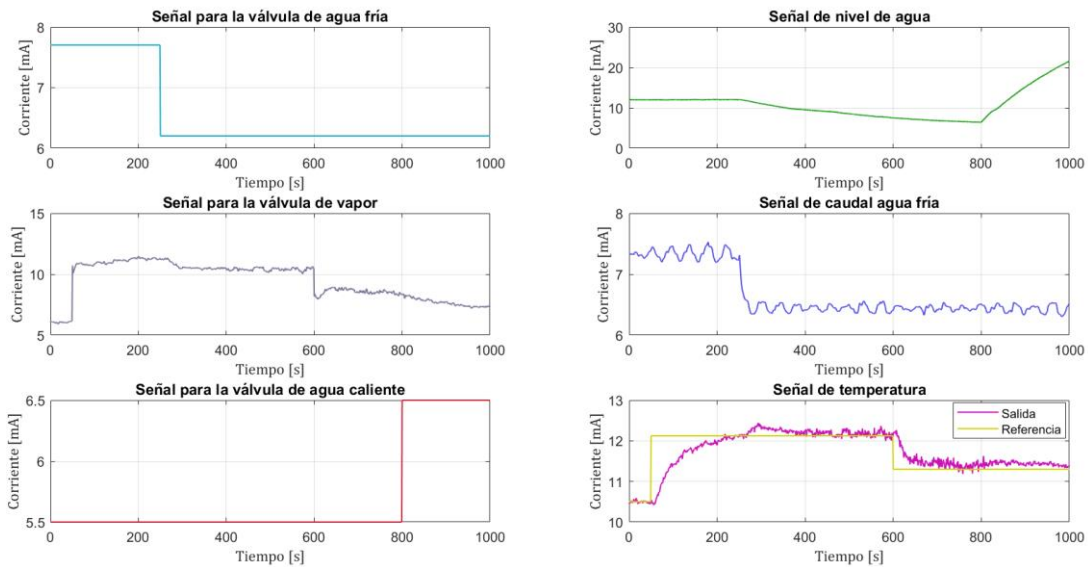 Señal para la válvula de agua fría
8
7
6
Corriente [mA]
0 200 400 600 800 1000
Tiempo [s]
Señal de nivel de agua
30
20
10
0
Corriente [mA]
0 200 400 600 800 1000
Tiempo [s]
Señal para la válvula de vapor
15
10
5
Corriente [mA]
0 200 400 600 800 1000
Tiempo [s]
Señal de caudal agua fría
8
7
6
Corriente [mA]
0 200 400 600 800 1000
Tiempo [s]
Señal para la válvula de agua caliente
6.5
6
5.5
Corriente [mA]
0 200 400 600 800 1000
Tiempo [s]
Señal de temperatura
13
12
11
10
Corriente [mA]
Salida
Referencia
0 200 400 600 800 1000
Tiempo [s]